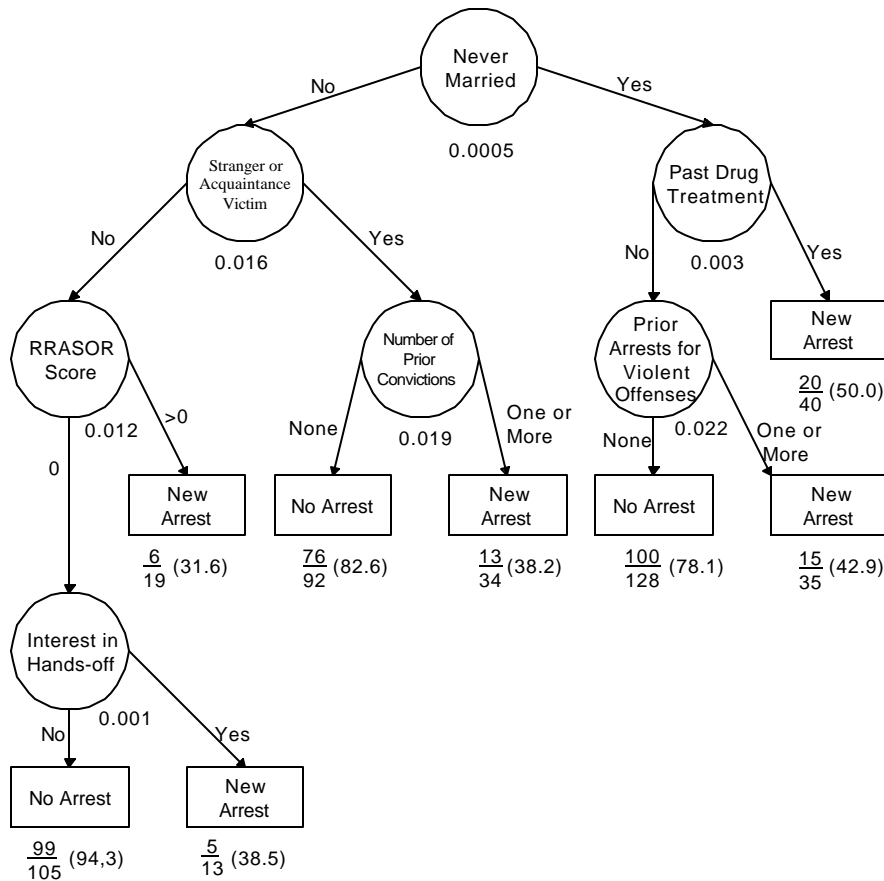 Never
Married
No
Yes
0.0005
Stranger or
Acquaintance
Victim
Past Drug
Treatment
No
Yes
0.016
No
0.003
Yes
RRASOR
Score
Number of
Prior
Convictions
Prior
Arrests for
Violent
Offenses
New
Arrest
20
40 (50.0)
0
0.012
>0
None
0.019
One or
More
None
0.022
One or
More
New
Arrest
No Arrest
New
Arrest
No Arrest
New
Arrest
6
19 (31.6)
76
92 (82.6)
13
34 (38.2)
100
128 (78.1)
15
35 (42.9)
Interest in
Hands-off
No
0.001
Yes
No Arrest
New
Arrest
99
105 (94,3)
5
13 (38.5)